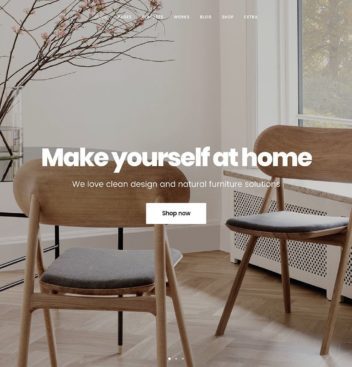 PAGES FEATURES WORKS BLOG SHOP EXTRA
Make yourself at home
We love clean design and natural furniture solutions
Shop now